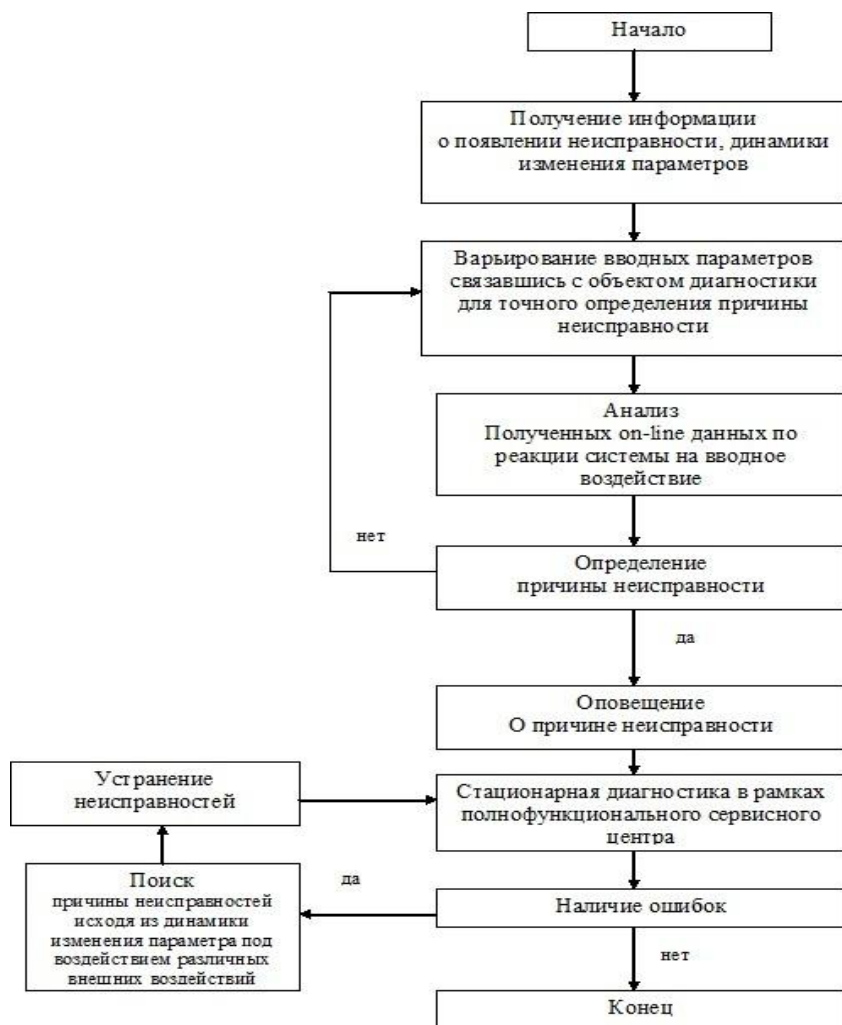 Начало
Получение информации
о появлении неисправности, динамики
изменения параметров
Варьирование вводных параметров
связавшись с объектом диагностики
для точного определения причины
неисправности
Анализ
Полученных on-line данных по
реакции системы на вводное
воздействие
нет
Определение
причины неисправности
да
Оповещение
О причине неисправности
Устранение
неисправностей
Стационарная диагностика в рамках
полнофункционального сервисного
центра
Поиск
причины неисправностей
исходя из динамики
изменения параметра под
воздействием различных
внешних воздействий
да
Наличие ошибок
нет
Конец